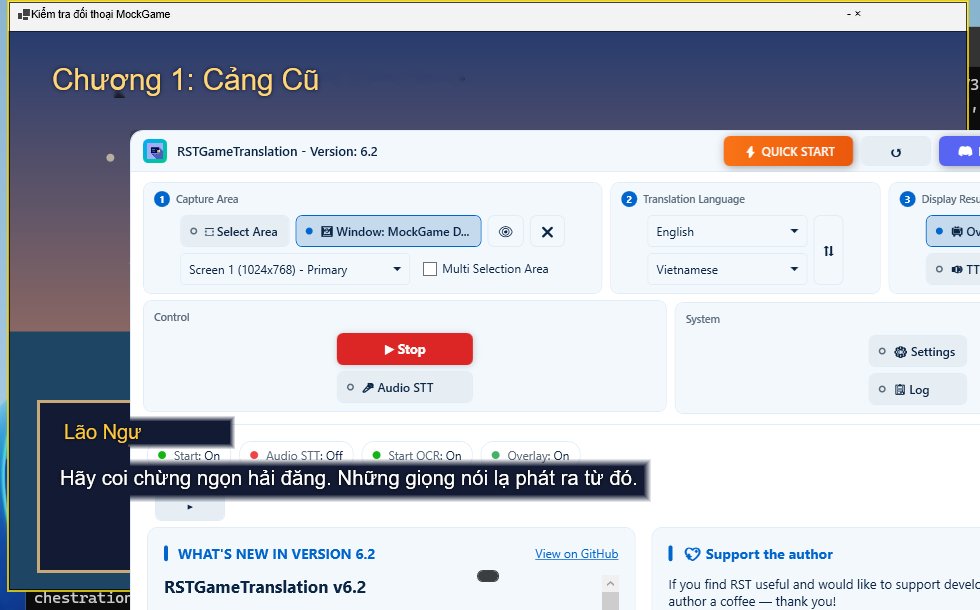 Kiểm tra đối thoại MockGame
Chương 1: Cảng Cũ
RSTGameTranslation - Version: 6.2
QUICK START
1 Capture Area
Select Area
Window: MockGame D...
Screen 1 (1024x768) - Primary
Multi Selection Area
2 Translation Language
English
Vietnamese
3 Display Resu
Ov
TT
Control
Stop
Audio STT
System
Settings
Log
Lão Ngư
Start: On
Audio STT: Off
Start OCR: On
Overlay: On
Hãy coi chừng ngọn hải đăng. Những giọng nói lạ phát ra từ đó.
WHAT'S NEW IN VERSION 6.2
View on GitHub
RSTGameTranslation v6.2
Support the author
If you find RST useful and would like to support develo
author a coffee — thank you!
chestration